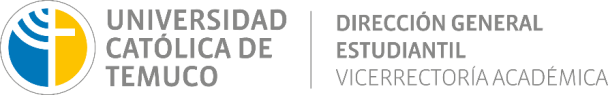 UNIVERSIDAD
CATÓLICA DE
TEMUCO
DIRECCIÓN GENERAL
ESTUDIANTIL
VICERRECTORÍA ACADÉMICA